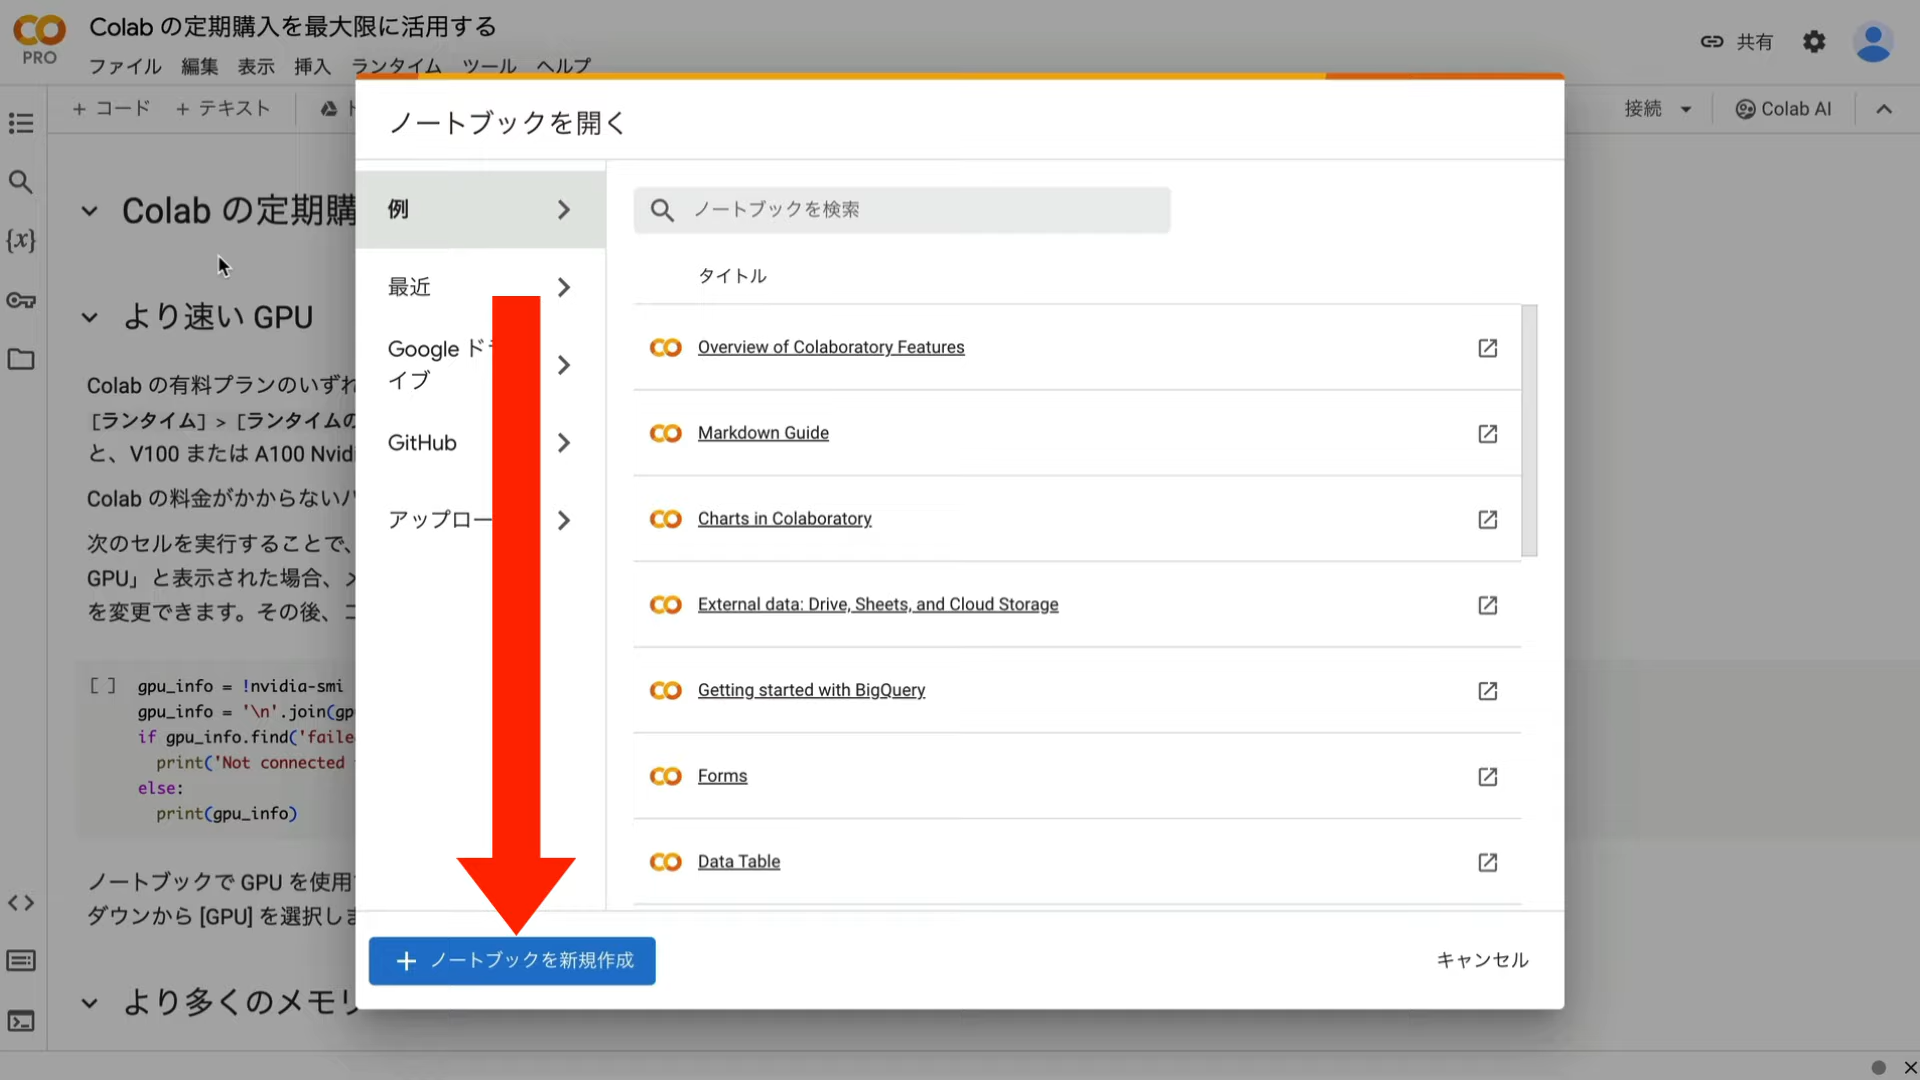 Colab の定期購入を最大限に活用する
PRO
ファイル 編集 表示 挿入 ランタイム ツール ヘルプ
共有
+ コード + テキスト
接続
Colab AI
ノートブックを開く
例
最近
Google ドライブ
GitHub
アップロー
ノートブックを検索
タイトル
Overview of Colaboratory Features
Markdown Guide
Charts in Colaboratory
External data: Drive, Sheets, and Cloud Storage
Getting started with BigQuery
Forms
Data Table
+ ノートブックを新規作成
キャンセル
Colab の定期購
より速い GPU
Colab の有料プランのいずれ
[ランタイム] > [ランタイムの
と、V100 または A100 Nvidi
Colab の料金がかからない
次のセルを実行することで、
GPU」と表示された場合、
を変更できます。その後、
[ ] gpu_info = !nvidia-smi
gpu_info = '\n'.join(gp
if gpu_info.find('faile
print('Not connected
else:
print(gpu_info)
ノートブックで GPU を使用
ダウンから [GPU] を選択しま
より多くのメモリ